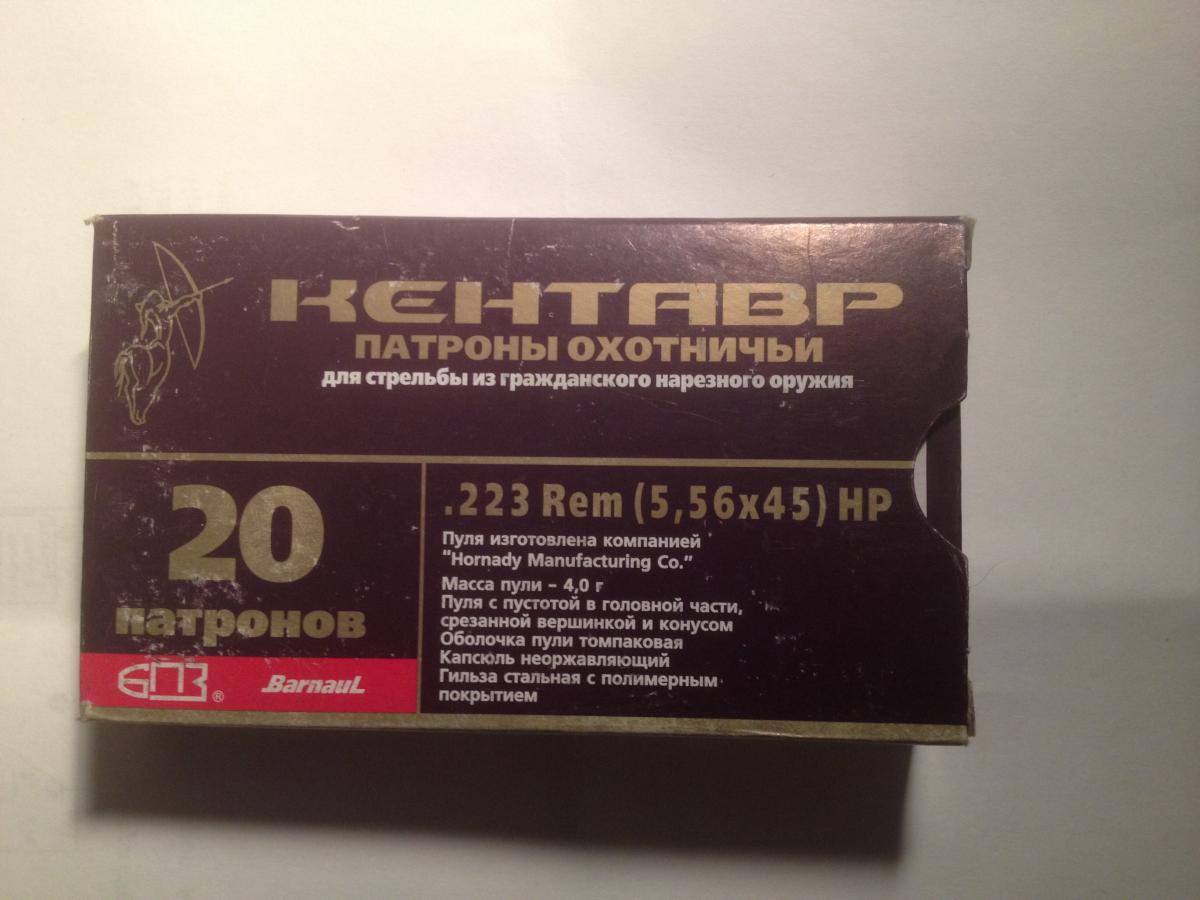 КЕНТАВР
ПАТРОНЫ ОХОТНИЧЬИ
для стрельбы из гражданского нарезного оружия
20
патронов
БПЗ ®
BarnauL
.223 Rem (5,56x45) HP
Пуля изготовлена компанией
"Hornady Manufacturing Co."
Масса пули – 4,0 г
Пуля с пустотой в головной части,
срезанной вершинкой и конусом
Оболочка пули томпаковая
Капсюль неоржавляющий
Гильза стальная с полимерным
покрытием